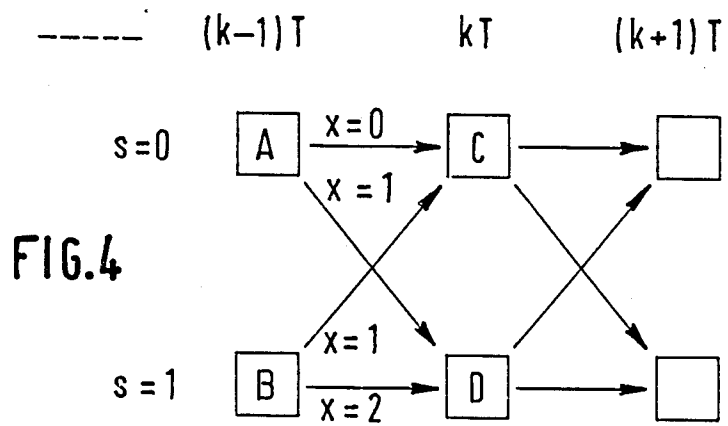 ----- (k-1)T kT (k+1)T
s=0 A x=0 C
x=1
FIG.4
x=1
s=1 B D
x=2